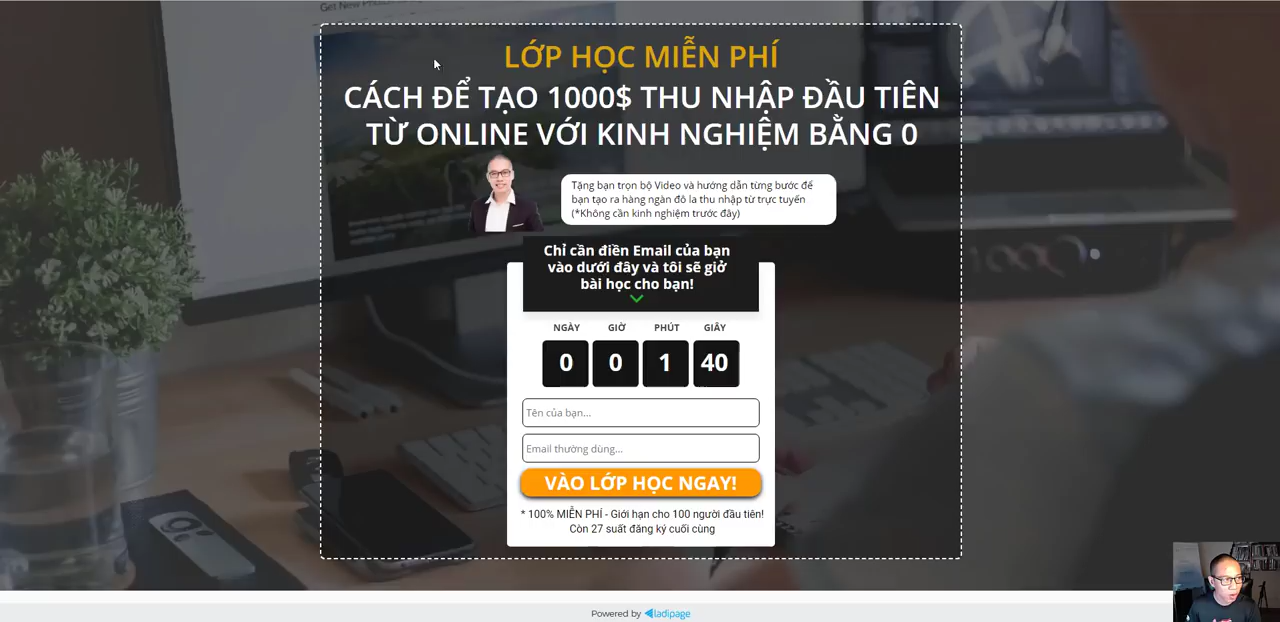 Get New Photos
LỚP HỌC MIỄN PHÍ
CÁCH ĐỂ TẠO 1000$ THU NHẬP ĐẦU TIÊN
TỪ ONLINE VỚI KINH NGHIỆM BẰNG 0
Tặng bạn trọn bộ Video và hướng dẫn từng bước để
bạn tạo ra hàng ngàn đô la thu nhập từ trực tuyến
(*Không cần kinh nghiệm trước đây)
Chỉ cần điền Email của bạn
vào dưới đây và tôi sẽ giở
bài học cho bạn!
NGÀY GIỜ PHÚT GIÂY
0 0 1 40
Tên của bạn...
Email thường dùng...
VÀO LỚP HỌC NGAY!
* 100% MIỄN PHÍ - Giới hạn cho 100 người đầu tiên!
Còn 27 suất đăng ký cuối cùng
Powered by ladipage